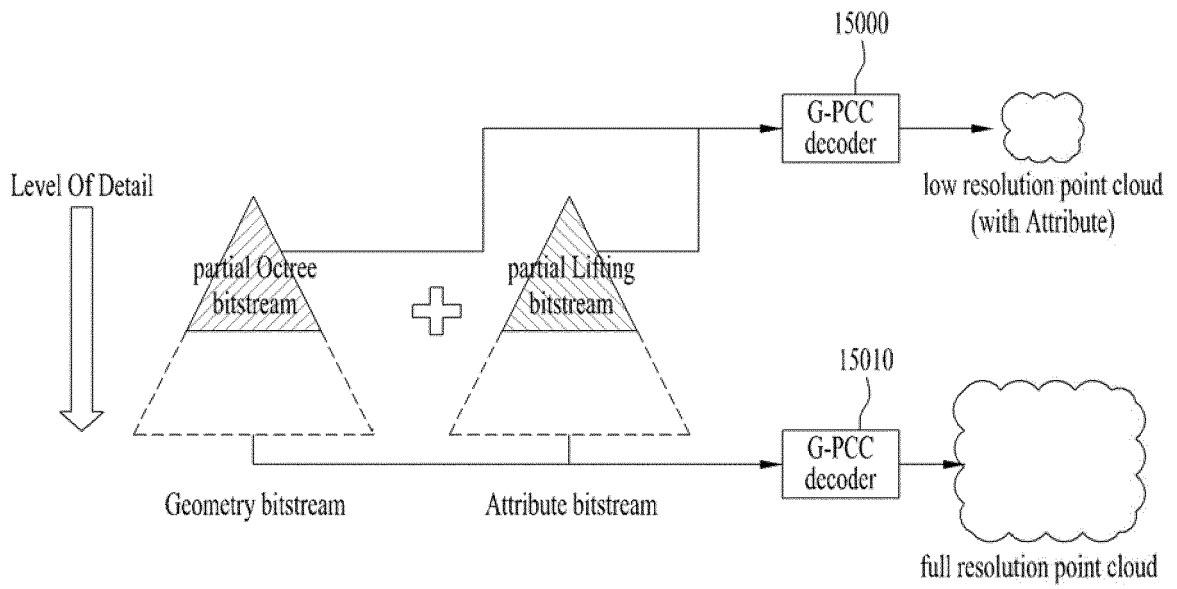 15000
G-PCC
decoder
low resolution point cloud
(with Attribute)
Level Of Detail
partial Octree
bitstream
partial Lifting
bitstream
15010
G-PCC
decoder
Geometry bitstream
Attribute bitstream
full resolution point cloud